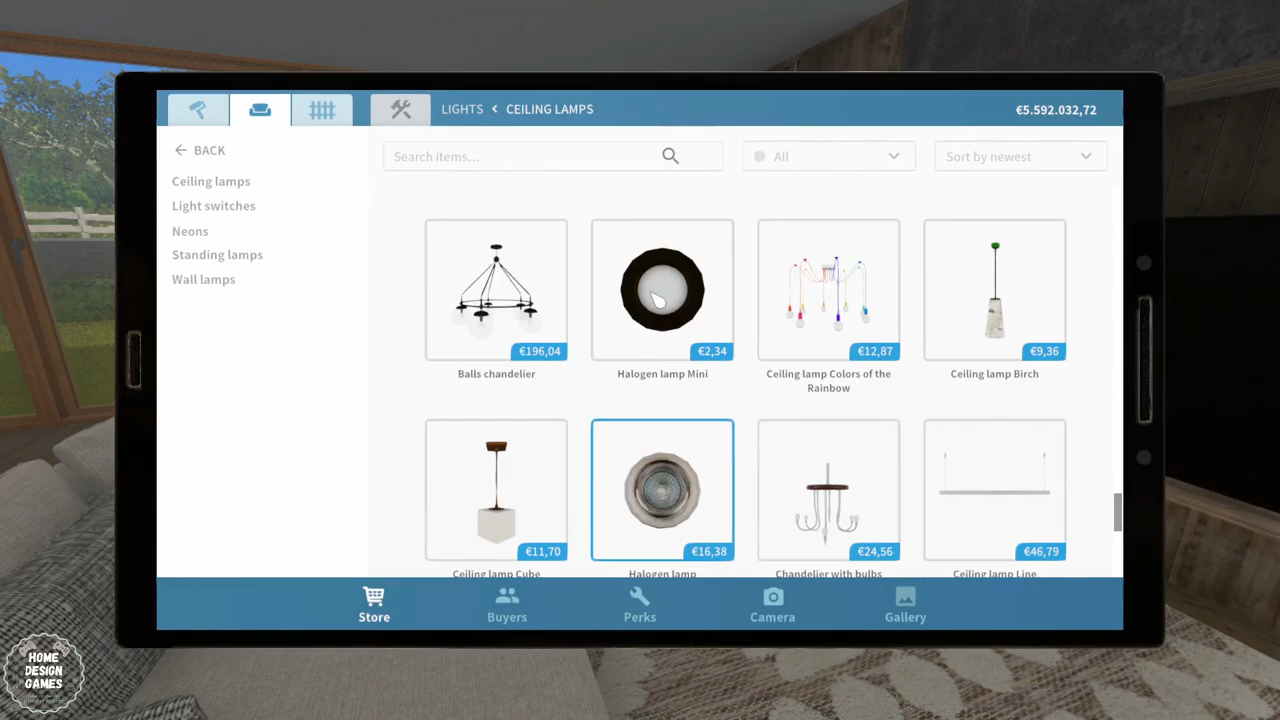 LIGHTS < CEILING LAMPS
€5.592.032,72
BACK
Ceiling lamps
Light switches
Neons
Standing lamps
Wall lamps
Search items...
All
Sort by newest
€196,04
Balls chandelier
€2,34
Halogen lamp Mini
€12,87
Ceiling lamp Colors of the
Rainbow
€9,36
Ceiling lamp Birch
€11,70
Ceiling lamp Cube
€16,38
Halogen lamp
€24,56
Chandelier with bulbs
€46,79
Ceiling lamp Line
Store
Buyers
Perks
Camera
Gallery
HOME
DESIGN
GAMES